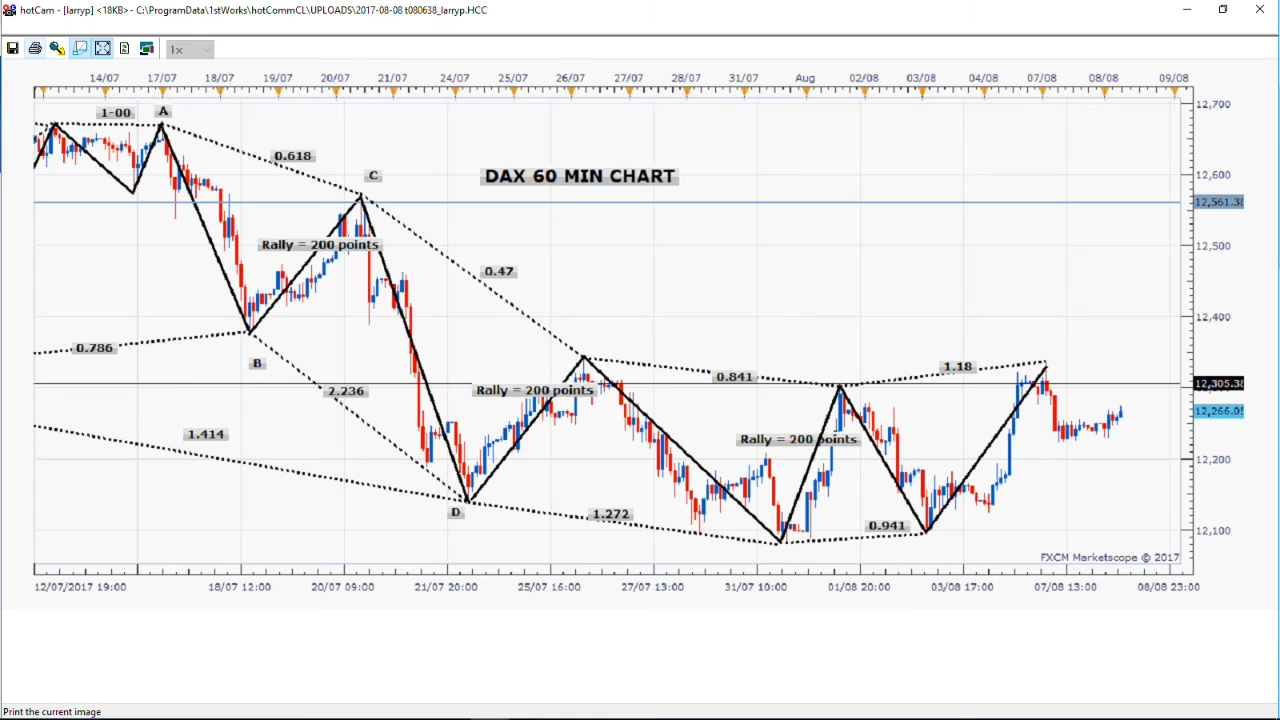 hotCam - [larryp] <18KB> - C:\ProgramData\1stWorks\hotCommCL\UPLOADS\2017-08-08 t080638_larryp.HCC
1x
14/07 17/07 18/07 19/07 20/07 21/07 24/07 25/07 26/07 27/07 28/07 31/07 Aug 02/08 03/08 04/08 07/08 08/08 09/08
12,700
1-00 A
0.618
C
DAX 60 MIN CHART
12,600
12,561.38
Rally = 200 points
12,500
0.47
12,400
0.786
B
2.236
Rally = 200 points
0.841
1.18
12,305.38
12,266.05
1.414
Rally = 200 points
12,200
D
1.272
0.941
12,100
FXCM Marketscope © 2017
12/07/2017 19:00 18/07 12:00 20/07 09:00 21/07 20:00 25/07 16:00 27/07 13:00 31/07 10:00 01/08 20:00 03/08 17:00 07/08 13:00 08/08 23:00
Print the current image